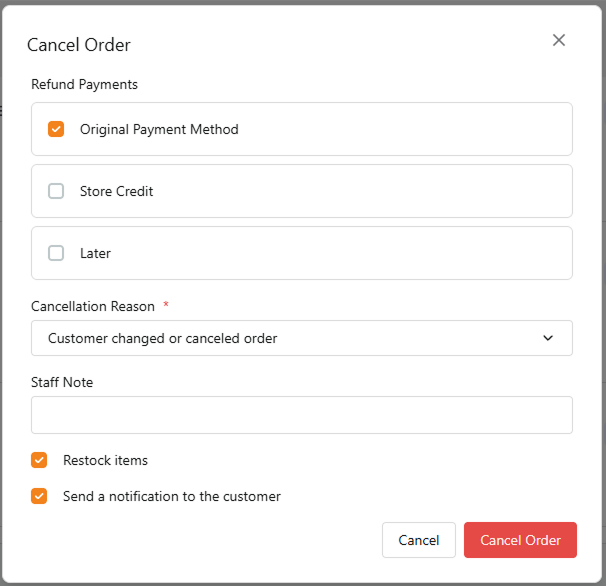 Cancel Order
Refund Payments
Original Payment Method
Store Credit
Later
Cancellation Reason *
Customer changed or canceled order
Staff Note
Restock items
Send a notification to the customer
Cancel
Cancel Order